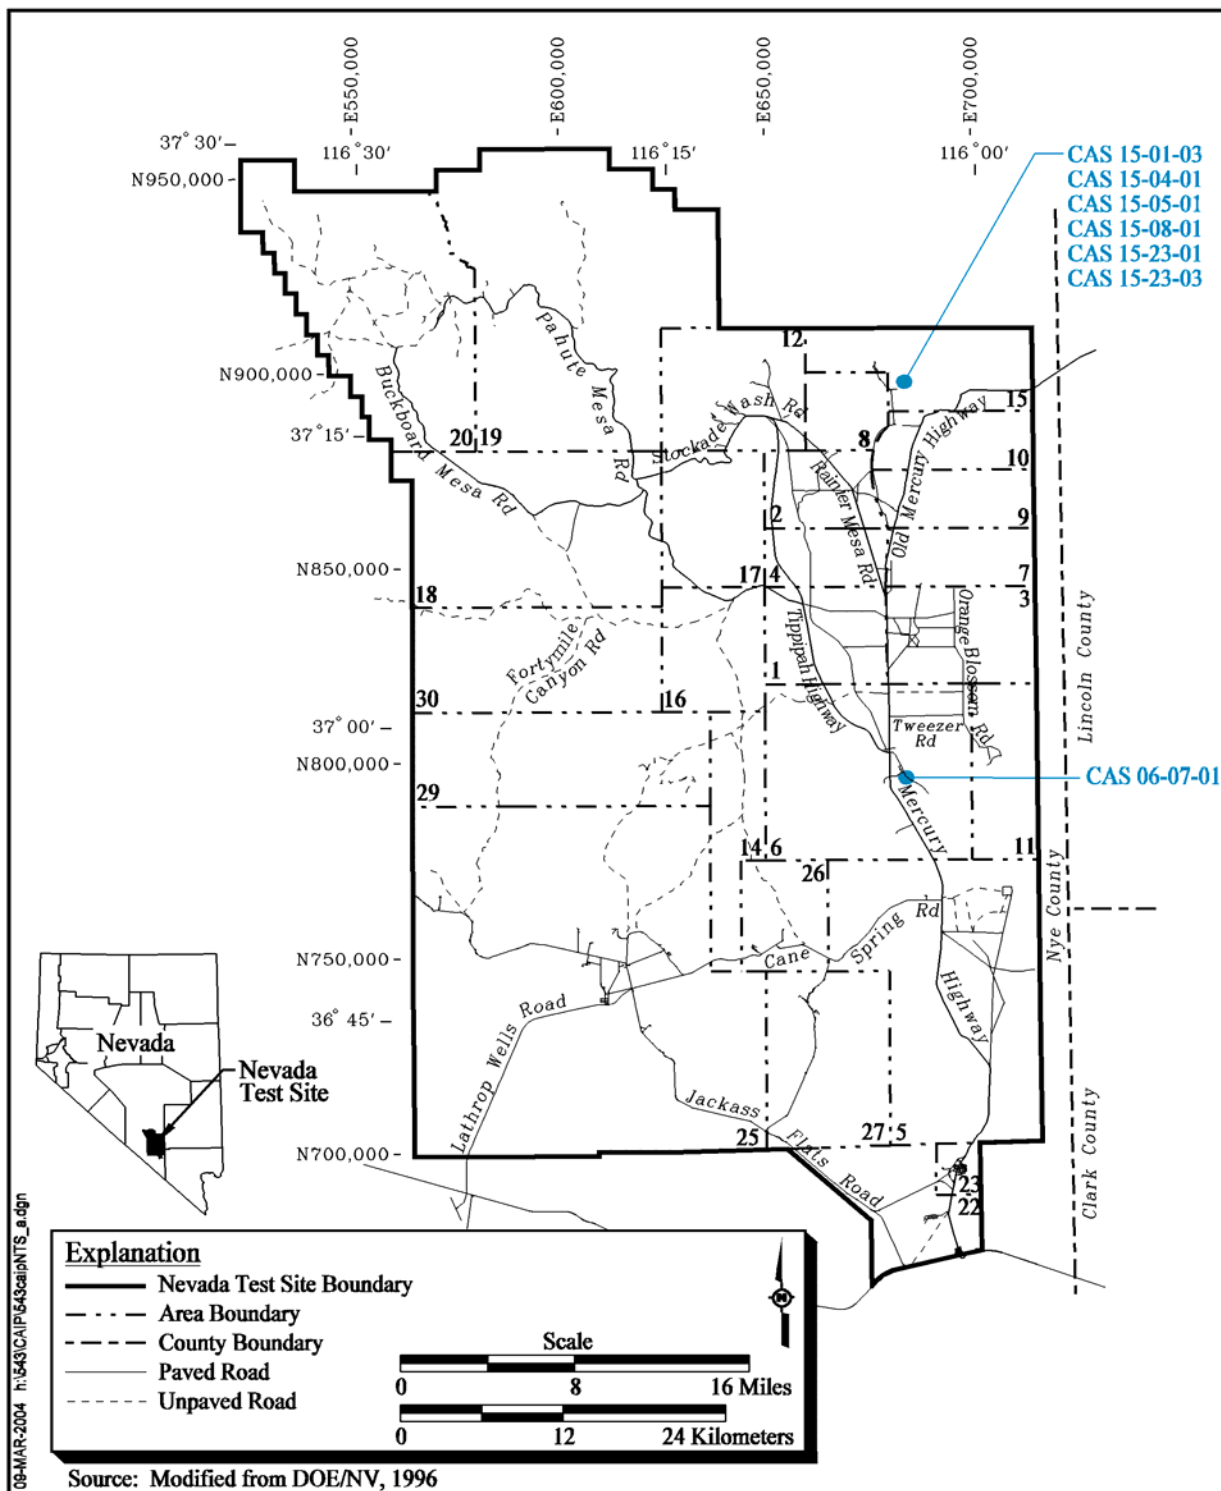 E550,000
E600,000
E650,000
E700,000
37° 30'
116° 30'
116° 15'
116° 00'
N950,000
CAS 15-01-03
CAS 15-04-01
CAS 15-05-01
CAS 15-08-01
CAS 15-23-01
CAS 15-23-03
12
Pahute Mesa Rd
N900,000
Buckboard Mesa Rd
Stockade Wash Rd
15
Old Mercury Highway
37° 15'
20
19
8
10
Rainier Mesa Rd
2
9
N850,000
17
4
7
18
3
Tippipah Highway
Orange Blossom Rd
Lincoln County
Fortymile
Canyon Rd
1
30
16
37° 00'
Tweezer
Rd
N800,000
CAS 06-07-01
29
Mercury
14
6
11
26
Nye County
Cane Spring Rd
N750,000
Highway
36° 45'
Lathrop Wells Road
Nevada
Nevada
Test Site
Jackass Flats Road
Clark County
N700,000
25
27
5
23
22
Explanation
Nevada Test Site Boundary
Area Boundary
County Boundary
Paved Road
Unpaved Road
N
Scale
0
8
16 Miles
0
12
24 Kilometers
Source: Modified from DOE/NV, 1996
09-MAR-2004 h:\543\CAIP\543caipNTS_a.dgn